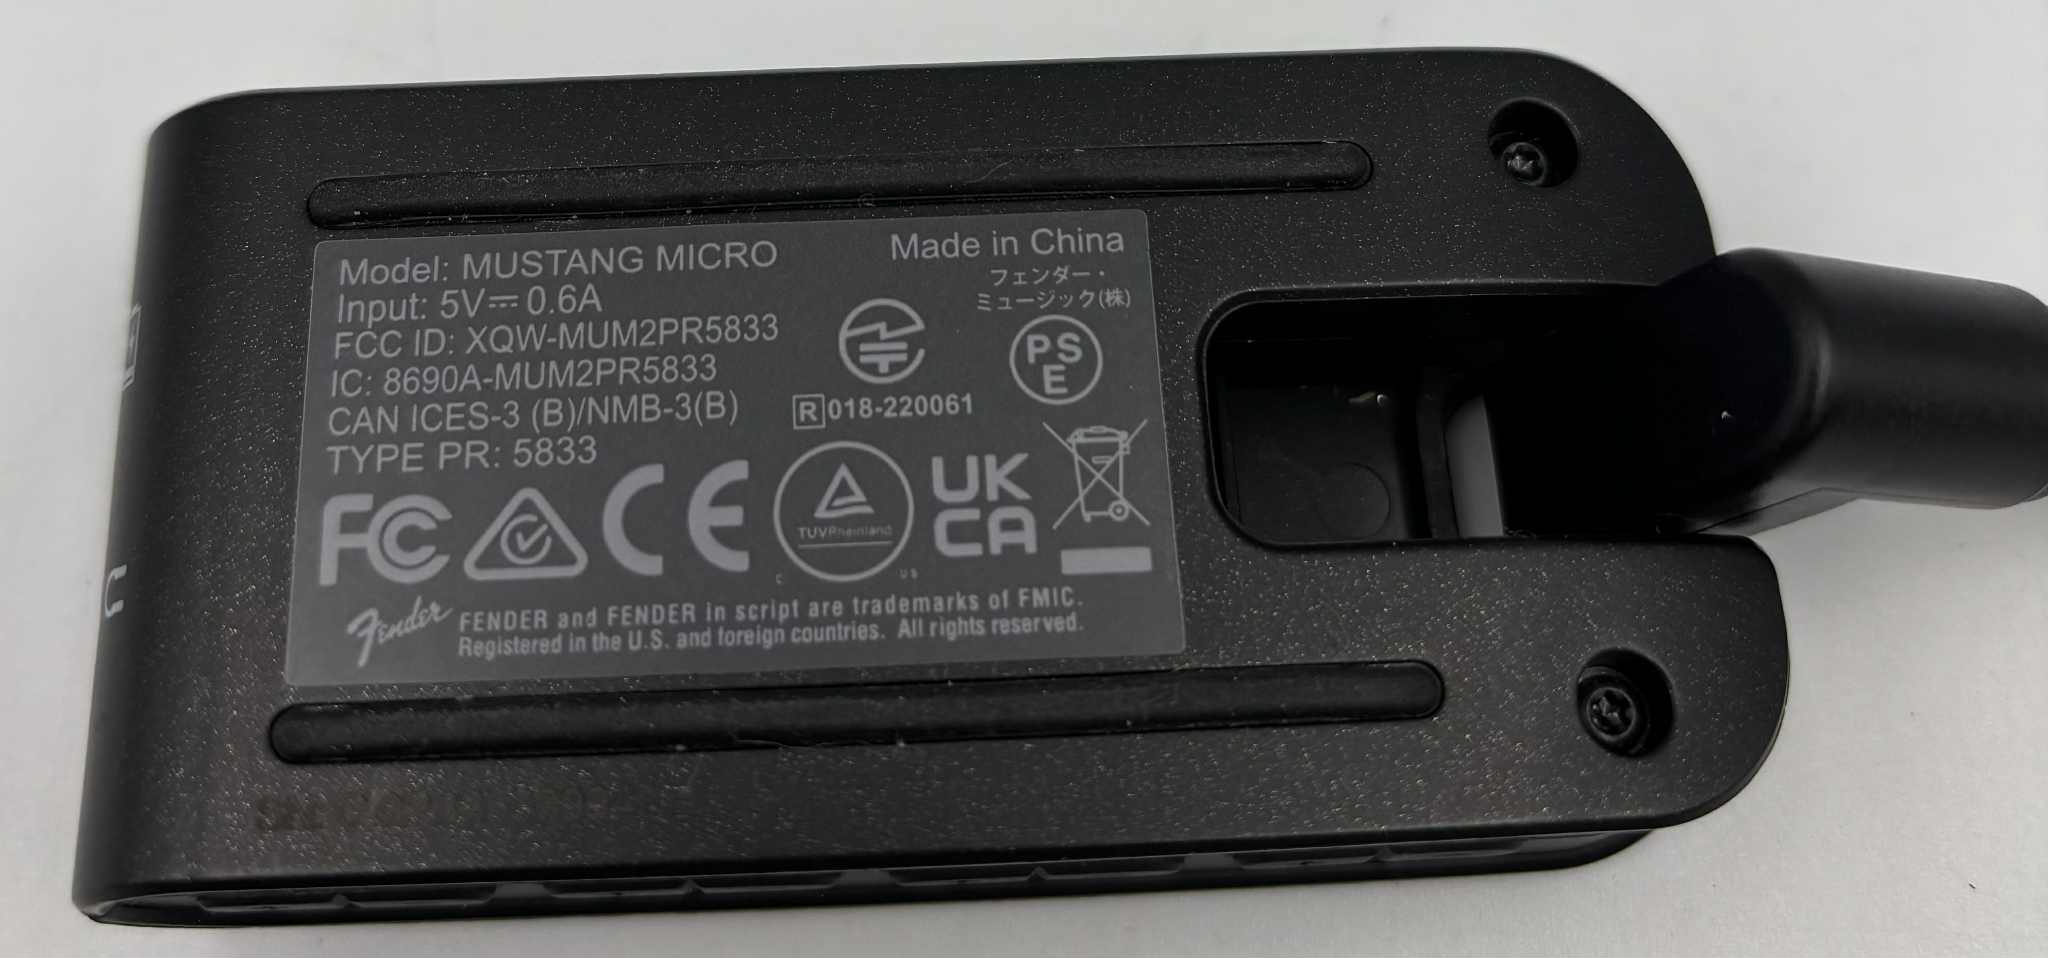 Model: MUSTANG MICRO
Input: 5V⎓0.6A
FCC ID: XQW-MUM2PR5833
IC: 8690A-MUM2PR5833
CAN ICES-3 (B)/NMB-3(B)
TYPE PR: 5833
Made in China
フェンダー・
ミュージック(株)
R 018-220061
PS
E
FC
CE
TUVRheinland
C US
UK
CA
Fender
FENDER and FENDER in script are trademarks of FMIC.
Registered in the U.S. and foreign countries. All rights reserved.